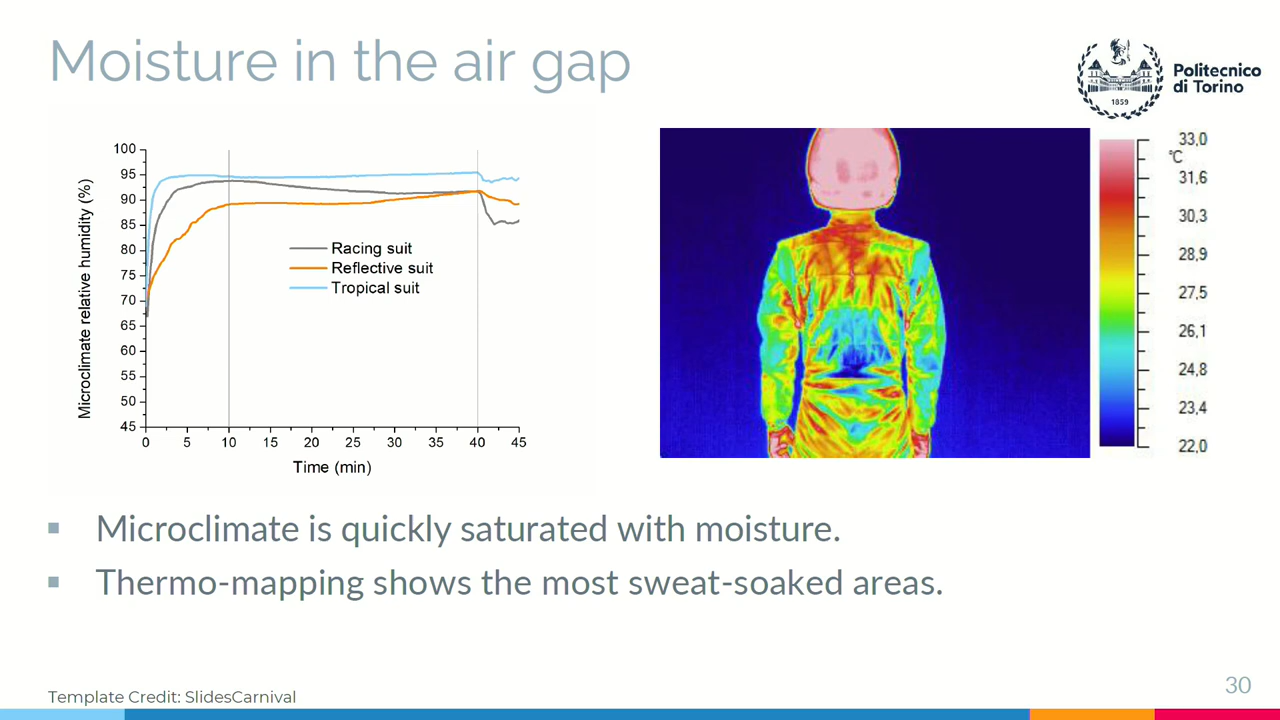 Moisture in the air gap
Politecnico
di Torino
1859
Microclimate relative humidity (%)
100
95
90
85
80
75
70
65
60
55
50
45
0 5 10 15 20 25 30 35 40 45
Time (min)
Racing suit
Reflective suit
Tropical suit
33,0
°C
31,6
30,3
28,9
27,5
26,1
24,8
23,4
22,0
▪ Microclimate is quickly saturated with moisture.
▪ Thermo-mapping shows the most sweat-soaked areas.
Template Credit: SlidesCarnival
30